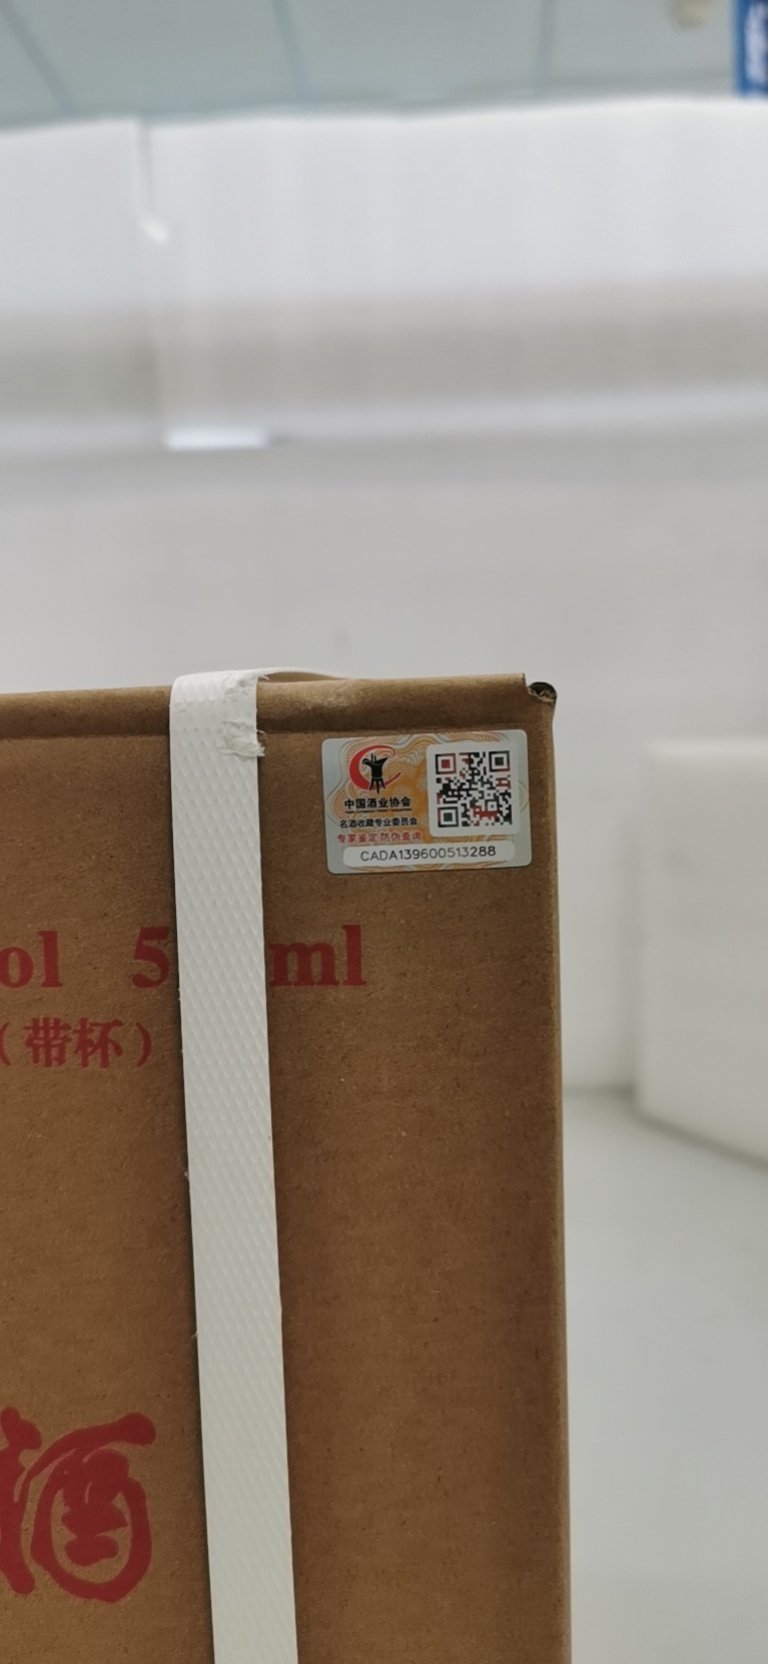 中国酒业协会
名酒收藏专业委员会
专家鉴定防伪查询
CADA139600513288
ol 5 ml
（带杯）
酒